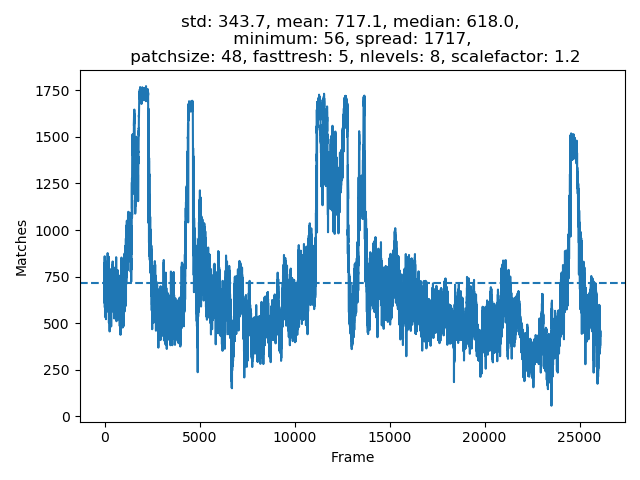 std: 343.7, mean: 717.1, median: 618.0,
minimum: 56, spread: 1717,
patchsize: 48, fasttresh: 5, nlevels: 8, scalefactor: 1.2
1750
1500
1250
1000
750
500
250
0
Matches
0 5000 10000 15000 20000 25000
Frame